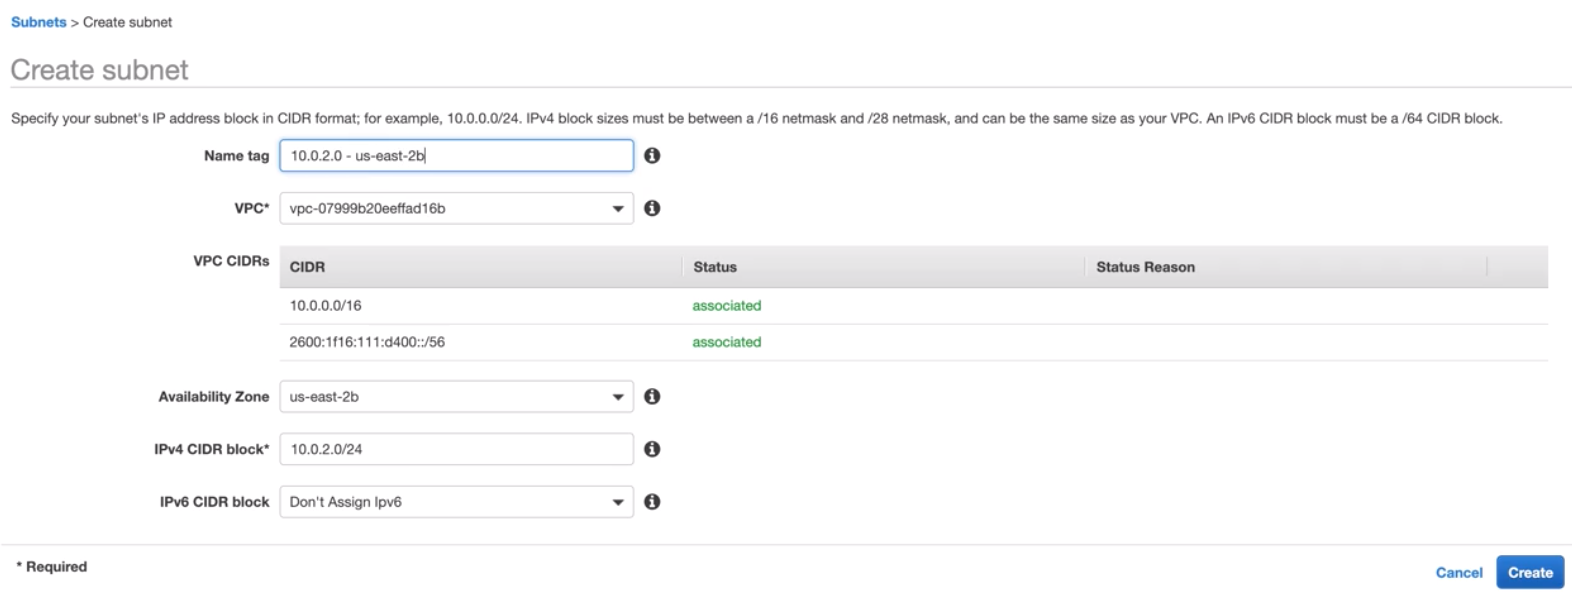 Subnets > Create subnet
Create subnet
Specify your subnet's IP address block in CIDR format; for example, 10.0.0.0/24. IPv4 block sizes must be between a /16 netmask and /28 netmask, and can be the same size as your VPC. An IPv6 CIDR block must be a /64 CIDR block.
Name tag 10.0.2.0 - us-east-2b
VPC* vpc-07999b20eeffad16b
VPC CIDRs CIDR Status Status Reason
10.0.0.0/16 associated
2600:1f16:111:d400::/56 associated
Availability Zone us-east-2b
IPv4 CIDR block* 10.0.2.0/24
IPv6 CIDR block Don't Assign Ipv6
* Required Cancel Create